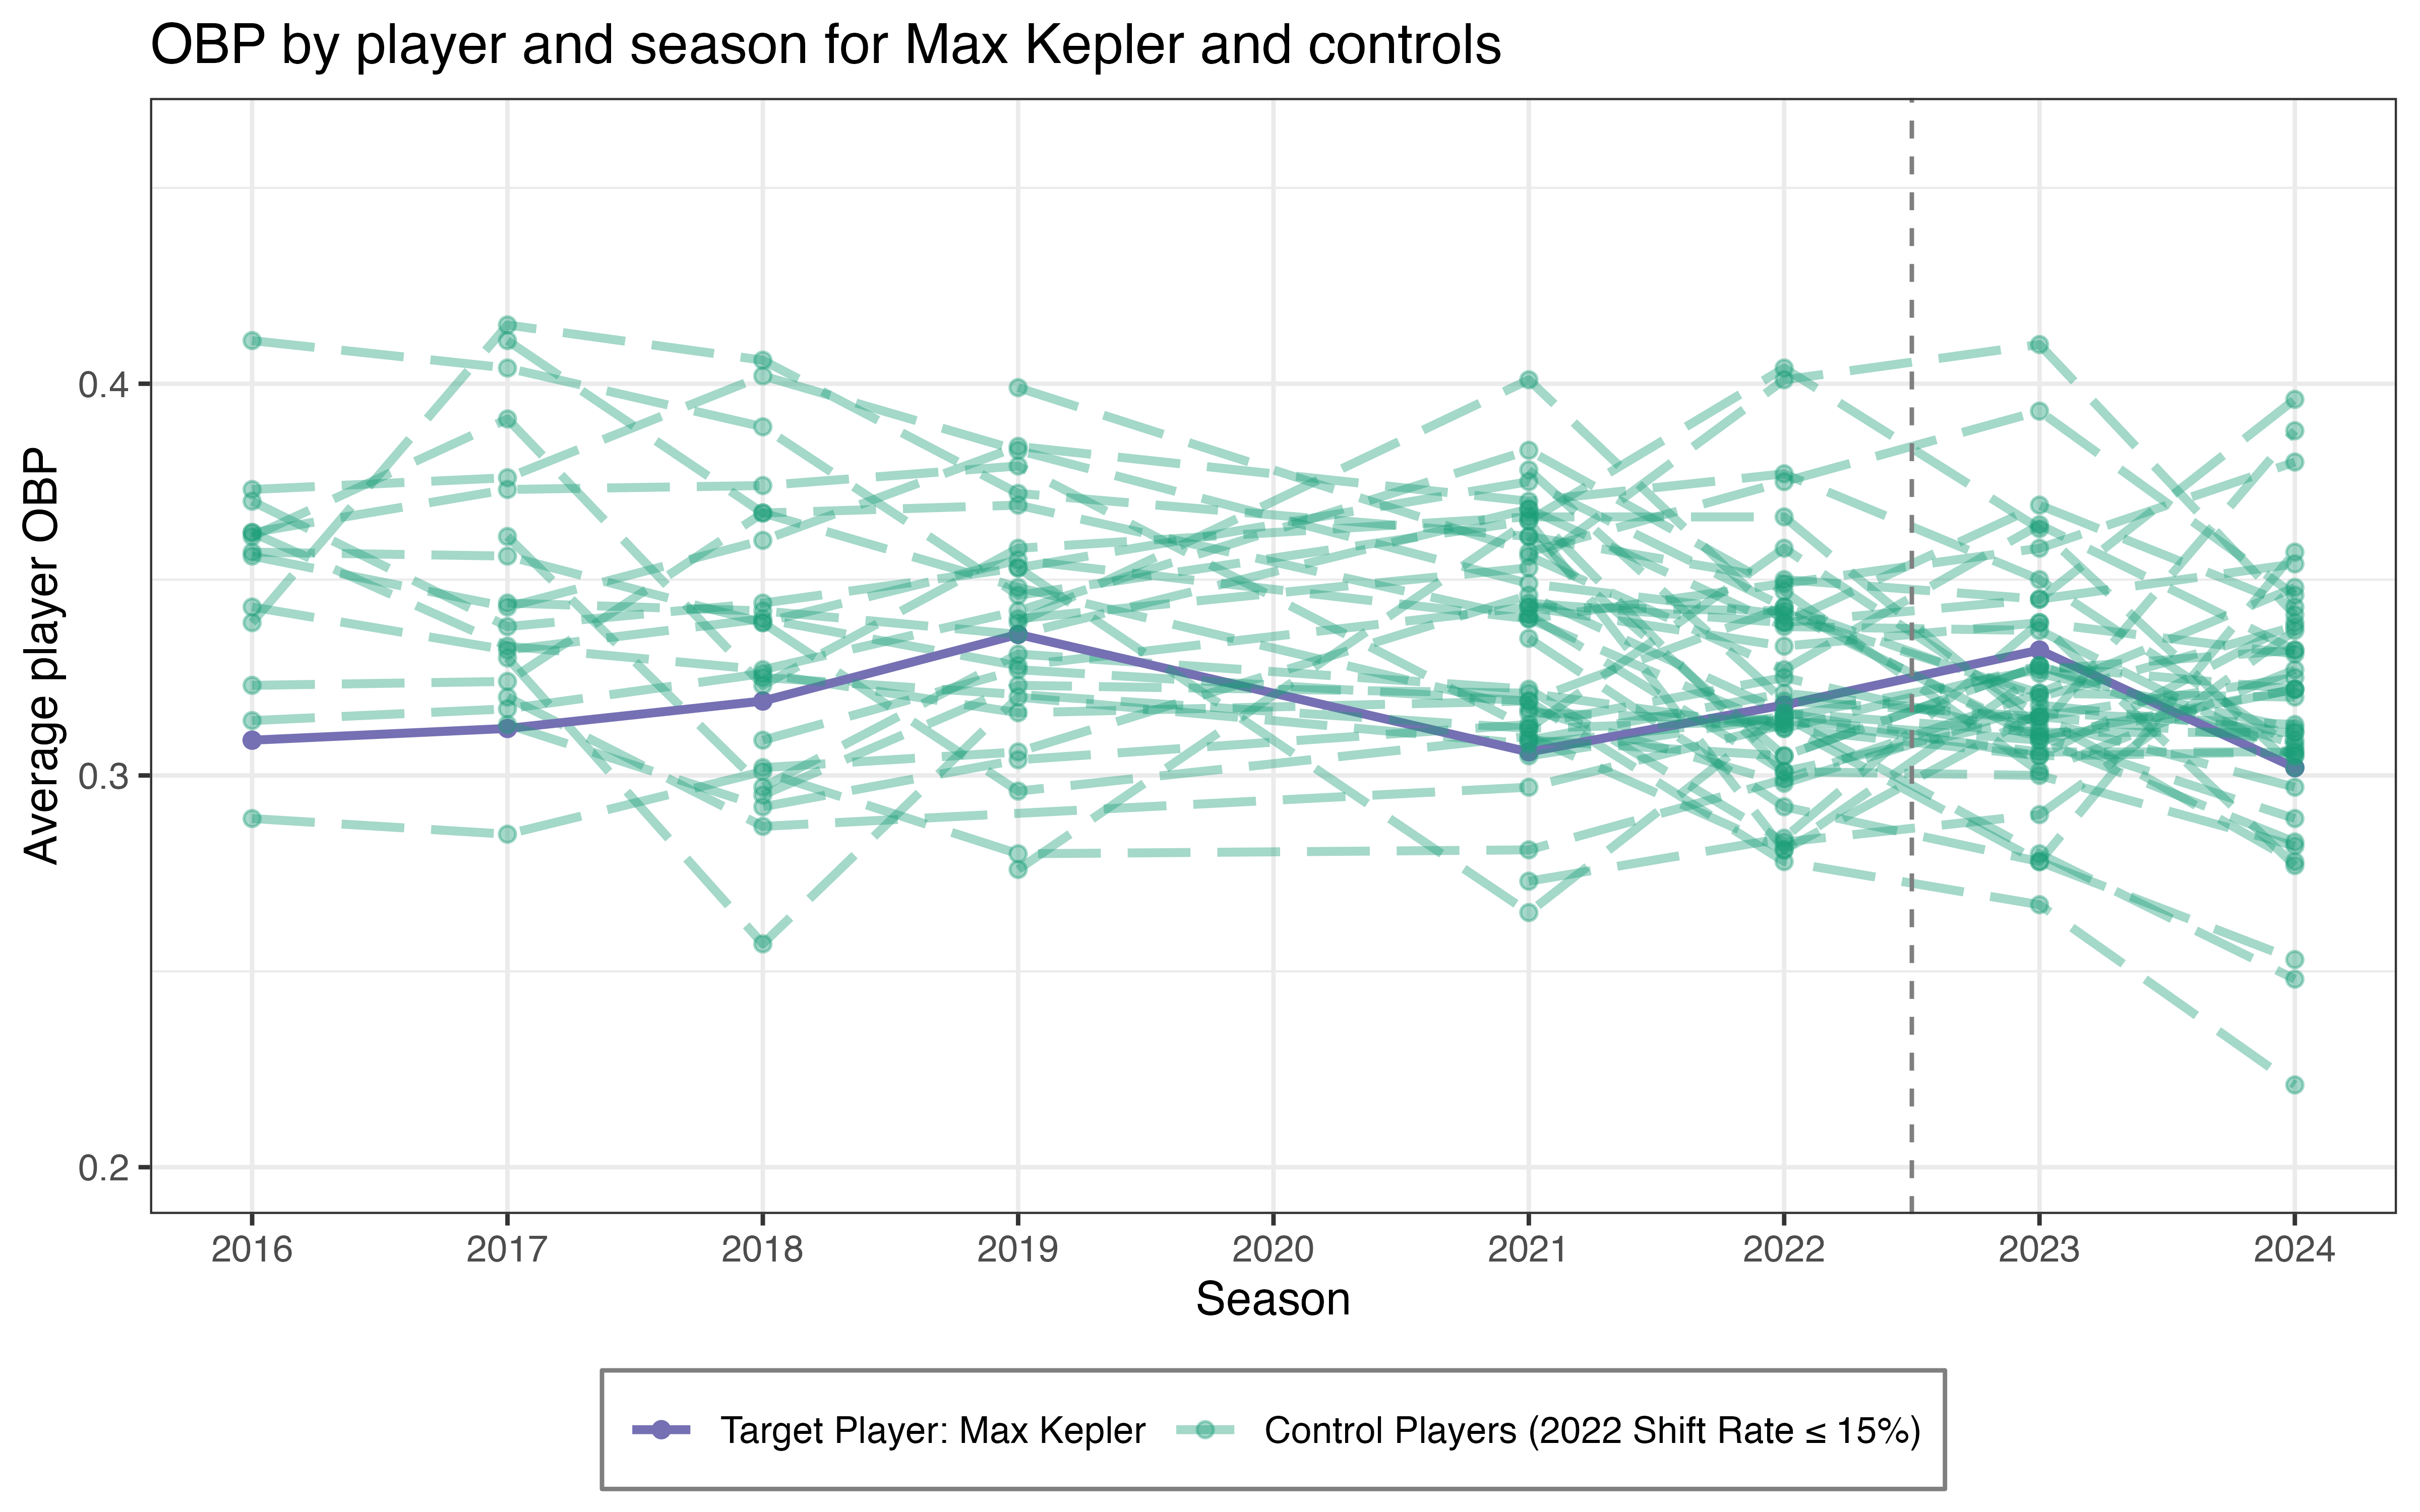 OBP by player and season for Max Kepler and controls
Average player OBP
0.4
0.3
0.2
2016 2017 2018 2019 2020 2021 2022 2023 2024
Season
Target Player: Max Kepler Control Players (2022 Shift Rate ≤ 15%)